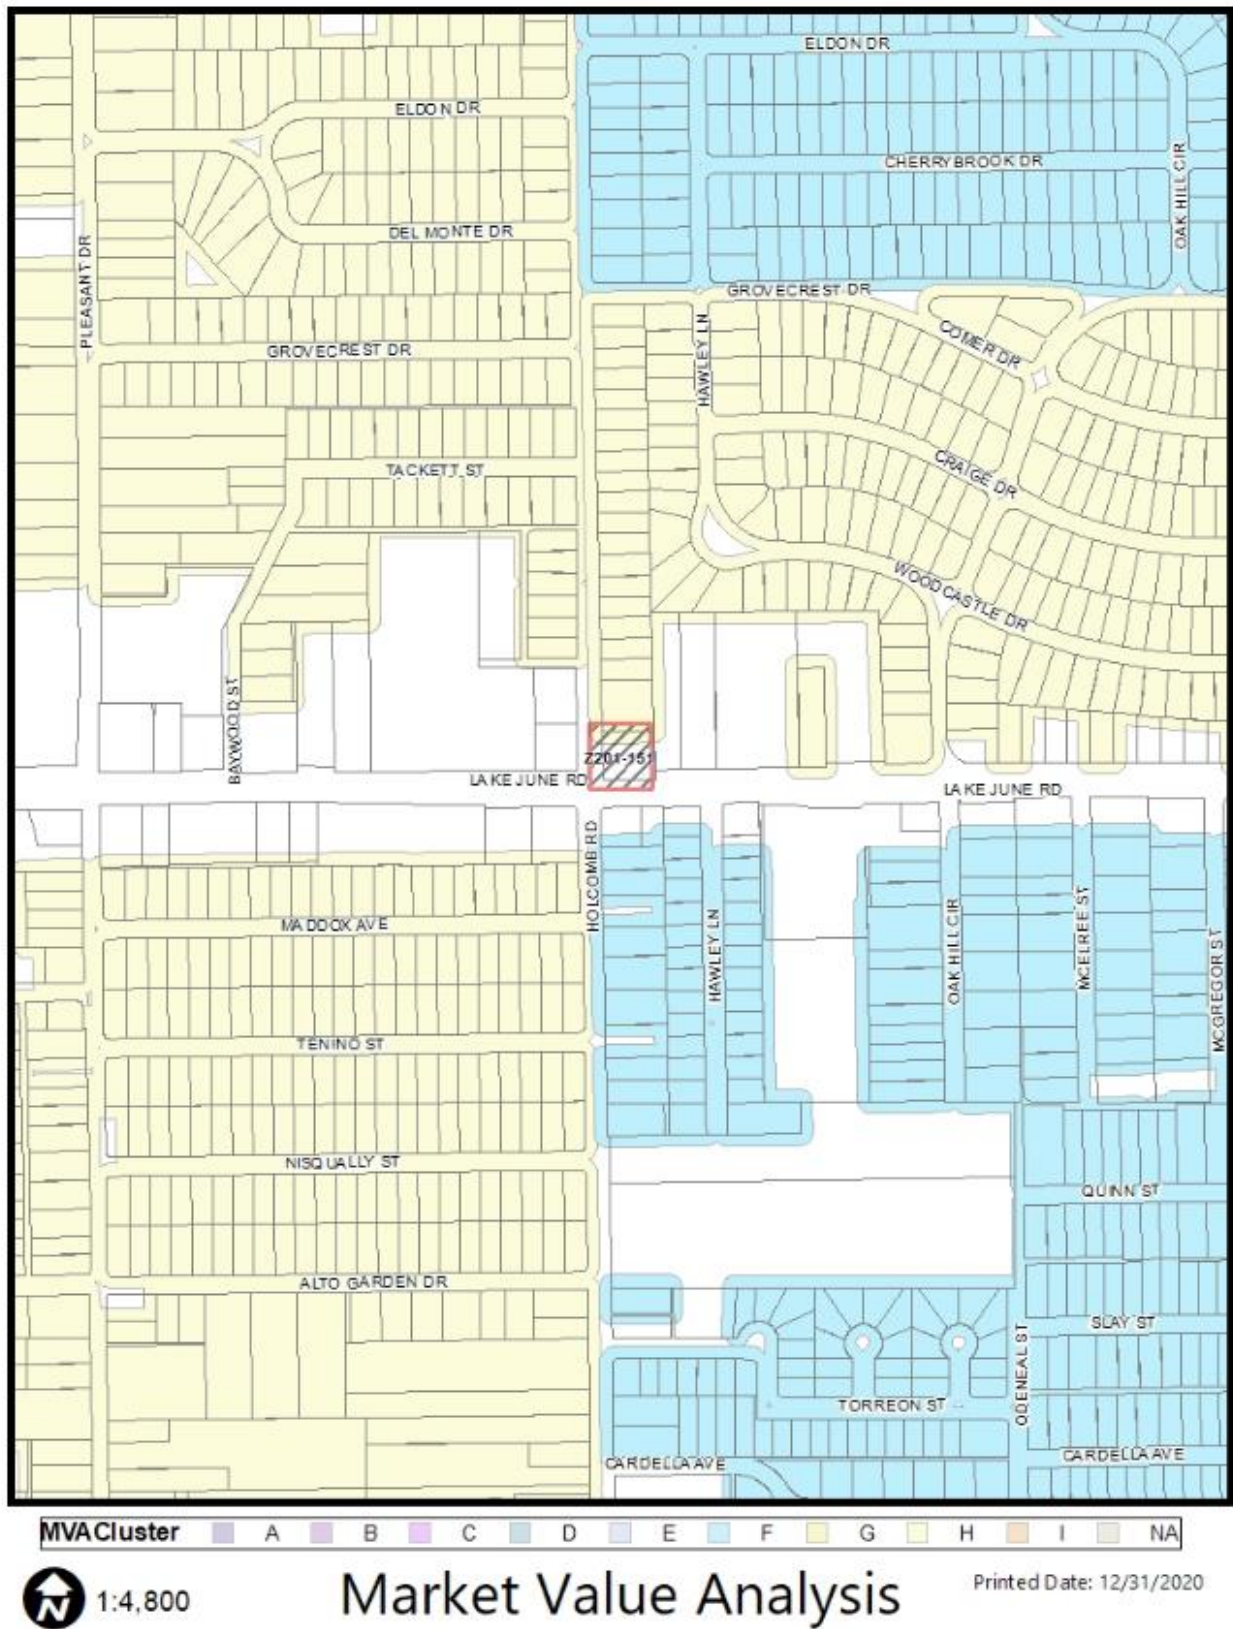 ELDON DR
ELDON DR
CHERRYBROOK DR
OAK HILL CIR
DEL MONTE DR
PLEASANT DR
GROVECREST DR
HAWLEY LN
COMER DR
GROVECREST DR
TACKETT ST
CRAIGE DR
WOODCASTLE DR
BAYWOOD ST
Z201-151
LAKE JUNE RD
LAKE JUNE RD
HOLCOMB RD
MADDOX AVE
HAWLEY LN
OAK HILL CIR
MCELREE ST
MCGREGOR ST
TENINO ST
NISQUALLY ST
QUINN ST
ALTO GARDEN DR
SLAY ST
ODENEAL ST
TORREON ST
CARDELLA AVE
CARDELLA AVE
MVA Cluster A B C D E F G H I NA
N 1:4,800
Market Value Analysis
Printed Date: 12/31/2020